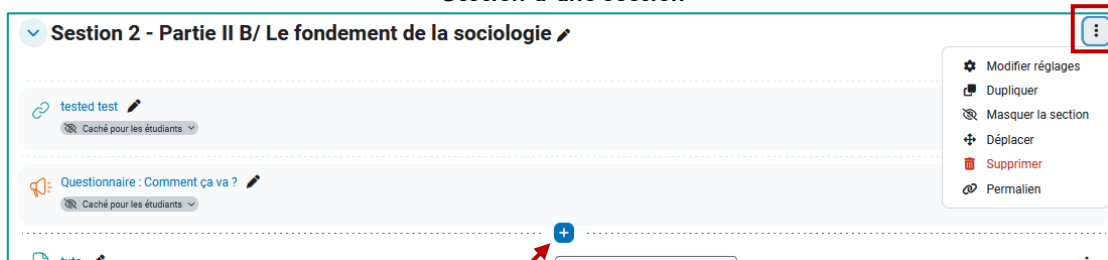 Section 2 - Partie II B/ Le fondement de la sociologie
Modifier réglages
Dupliquer
Masquer la section
Déplacer
Supprimer
Permalien
tested test
Caché pour les étudiants
Questionnaire : Comment ça va ?
Caché pour les étudiants